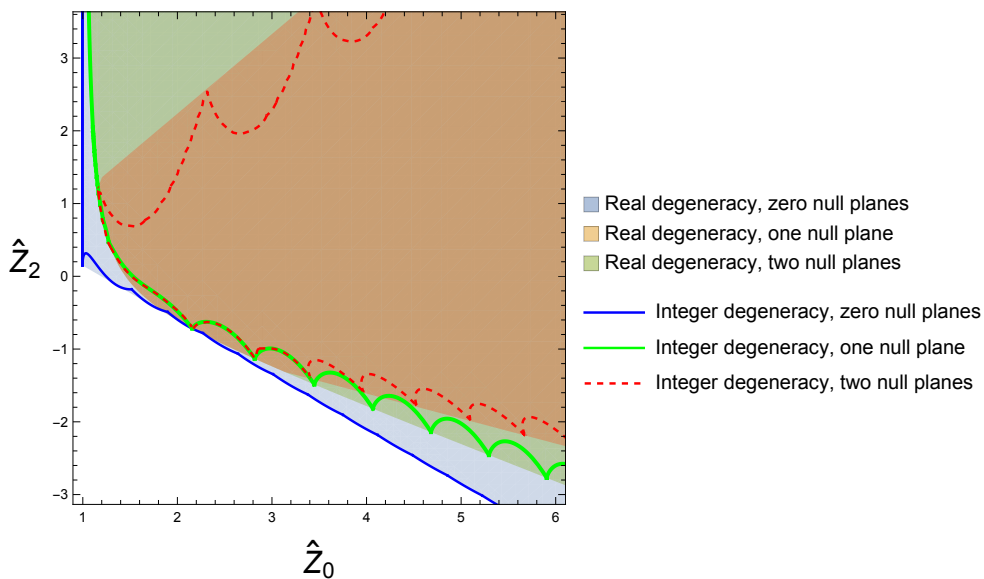 3
2
1
0
−1
−2
−3
1
2
3
4
5
6
Ẑ₂
Ẑ₀
Real degeneracy, zero null planes
Real degeneracy, one null plane
Real degeneracy, two null planes
Integer degeneracy, zero null planes
Integer degeneracy, one null plane
Integer degeneracy, two null planes